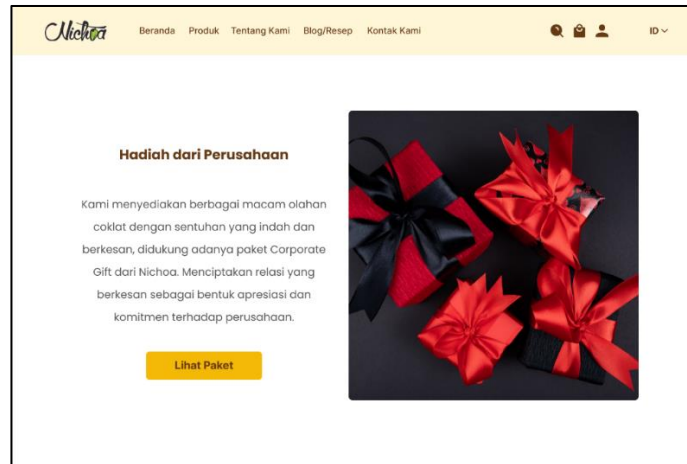 Nichoa
Beranda Produk Tentang Kami Blog/Resep Kontak Kami
ID
Hadiah dari Perusahaan
Kami menyediakan berbagai macam olahan
coklat dengan sentuhan yang indah dan
berkesan, didukung adanya paket Corporate
Gift dari Nichoa. Menciptakan relasi yang
berkesan sebagai bentuk apresiasi dan
komitmen terhadap perusahaan.
Lihat Paket